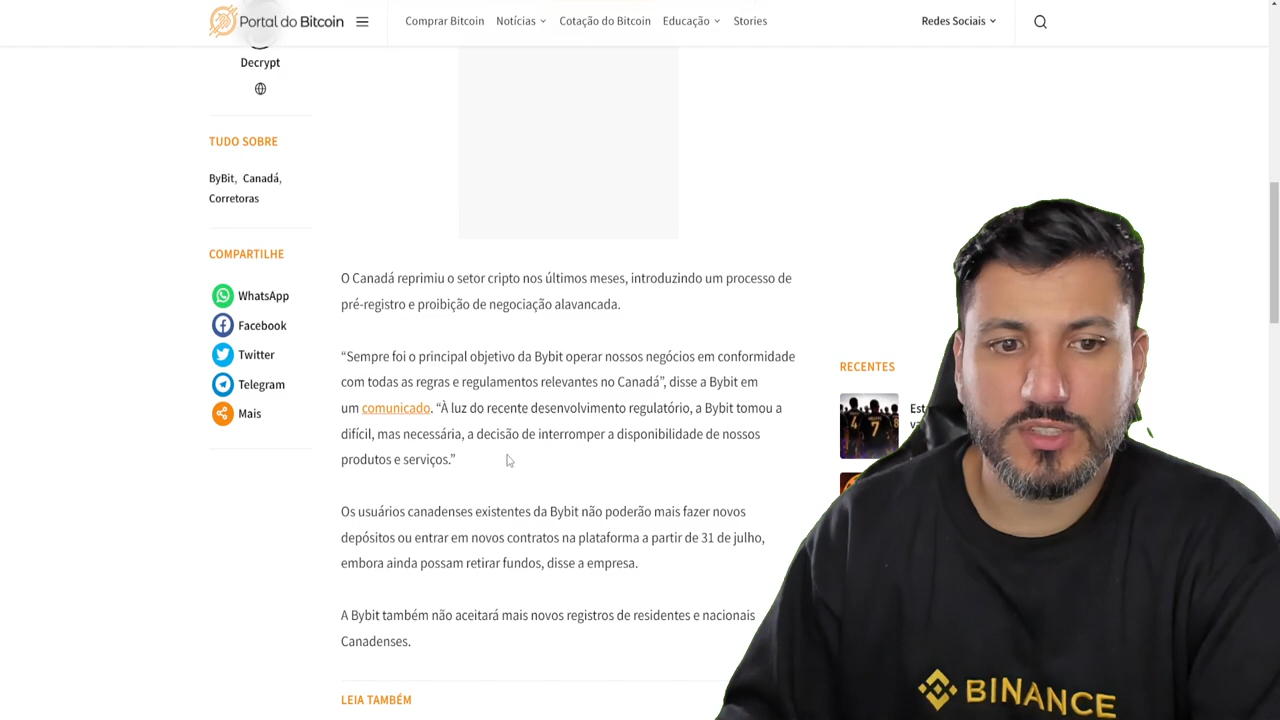 Portal do Bitcoin
Comprar Bitcoin Notícias Cotação do Bitcoin Educação Stories
Redes Sociais
Decrypt
TUDO SOBRE
ByBit, Canadá,
Corretoras
COMPARTILHE
WhatsApp
Facebook
Twitter
Telegram
Mais
O Canadá reprimiu o setor cripto nos últimos meses, introduzindo um processo de
pré-registro e proibição de negociação alavancada.
“Sempre foi o principal objetivo da Bybit operar nossos negócios em conformidade
com todas as regras e regulamentos relevantes no Canadá”, disse a Bybit em
um comunicado. “À luz do recente desenvolvimento regulatório, a Bybit tomou a
difícil, mas necessária, a decisão de interromper a disponibilidade de nossos
produtos e serviços.”
Os usuários canadenses existentes da Bybit não poderão mais fazer novos
depósitos ou entrar em novos contratos na plataforma a partir de 31 de julho,
embora ainda possam retirar fundos, disse a empresa.
A Bybit também não aceitará mais novos registros de residentes e nacionais
Canadenses.
LEIA TAMBÉM
RECENTES
4 7
BINANCE